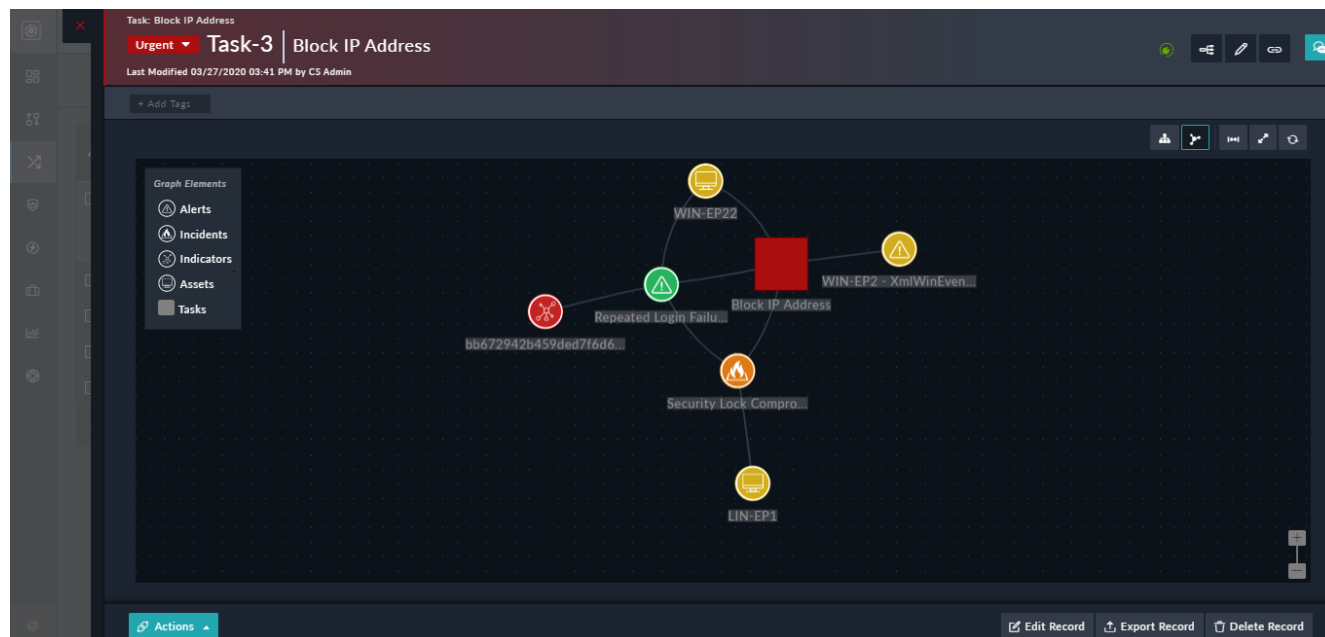 Task: Block IP Address
Urgent Task-3 Block IP Address
Last Modified 03/27/2020 03:41 PM by CS Admin
+ Add Tags
Graph Elements
Alerts
Incidents
Indicators
Assets
Tasks
WIN-EP22
WIN-EP2 - XmlWinEven...
Block IP Address
Repeated Login Failu...
bb672942b459ded7f6d6...
Security Lock Compro...
LIN-EP1
Actions Edit Record Export Record Delete Record